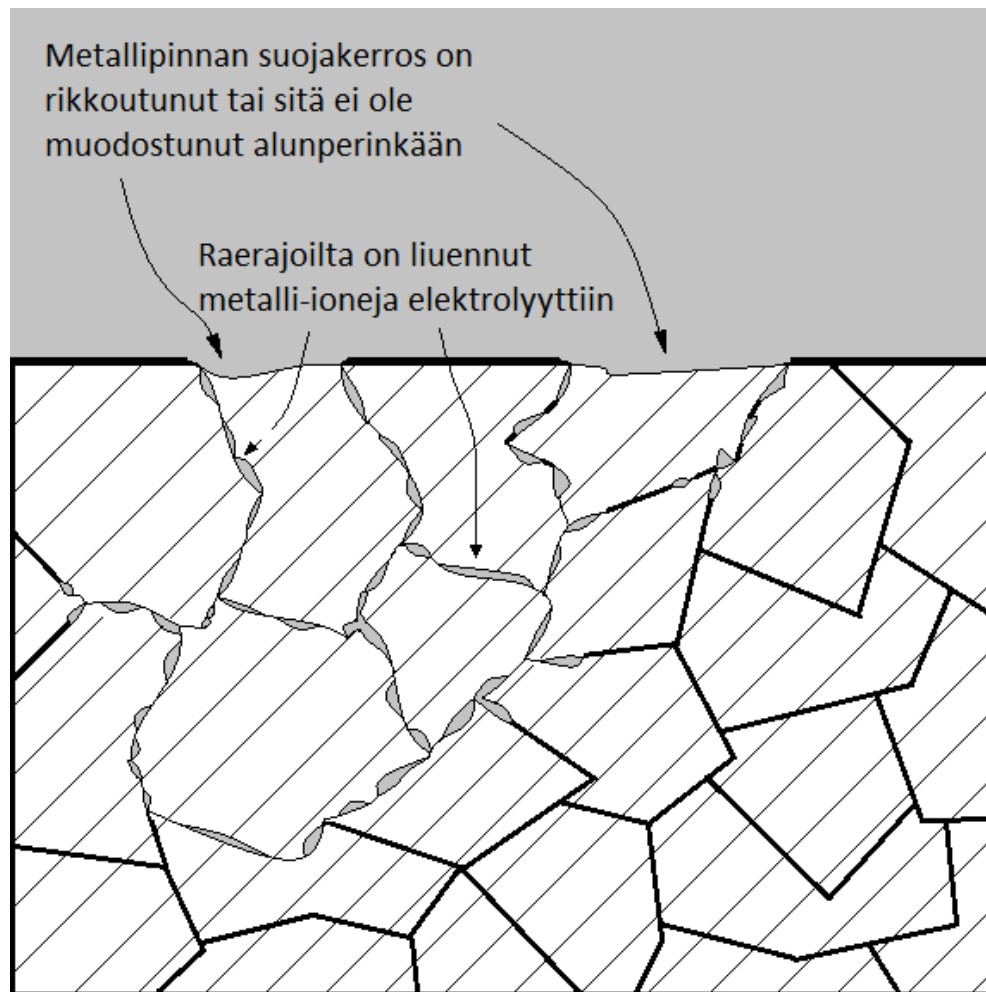 Metallipinnan suojakerros on
rikkoutunut tai sitä ei ole
muodostunut alunperinkään
Raerajoilta on liuennut
metalli-ioneja elektrolyyttiin